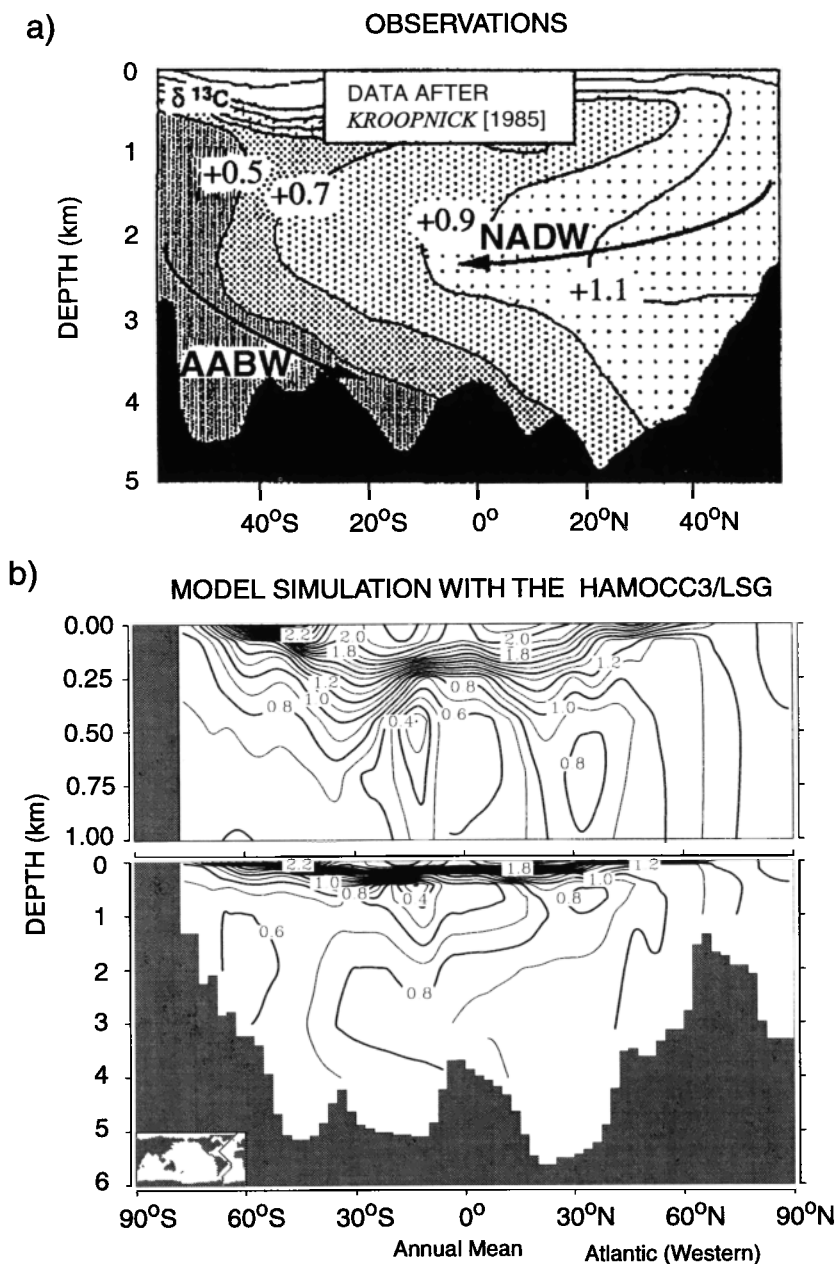 a)
OBSERVATIONS
0
1
2
3
4
5
DEPTH (km)
δ ¹³C
DATA AFTER
KROOPNICK [1985]
+0.5
+0.7
+0.9
NADW
+1.1
AABW
40°S 20°S 0° 20°N 40°N
b)
MODEL SIMULATION WITH THE HAMOCC3/LSG
0.00
0.25
0.50
0.75
1.00
2.2 2.0 2.0
1.8 1.8
1.2 1.2
1.0 0.8 1.0
0.8 0.4 0.6
0.8
DEPTH (km)
0
1
2
3
4
5
6
2.2 1.8 1.2
1.0 1.0
0.8 0.4 0.8
0.6
0.8
90°S 60°S 30°S 0° 30°N 60°N 90°N
Annual Mean Atlantic (Western)